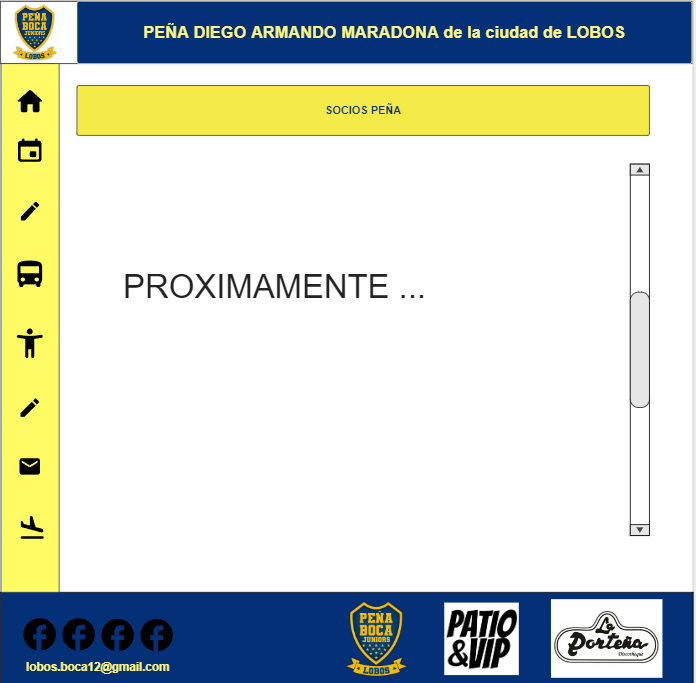 PEÑA
BOCA
JUNIORS
LOBOS
PEÑA DIEGO ARMANDO MARADONA de la ciudad de LOBOS
SOCIOS PEÑA
PROXIMAMENTE ...
lobos.boca12@gmail.com
PEÑA
BOCA
JUNIORS
LOBOS
PATIO
&VIP
La
Porteña
Discotheque